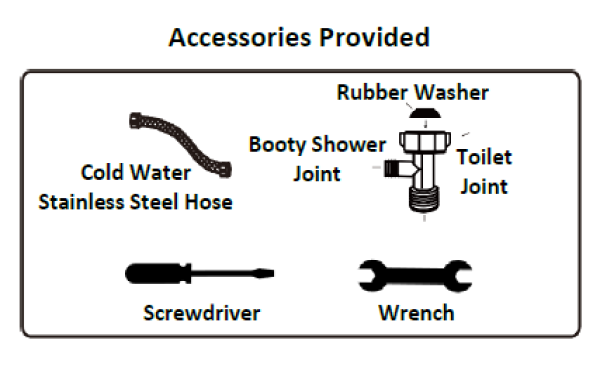 Accessories Provided
Rubber Washer
Booty Shower
Joint
Toilet
Joint
Cold Water
Stainless Steel Hose
Screwdriver
Wrench